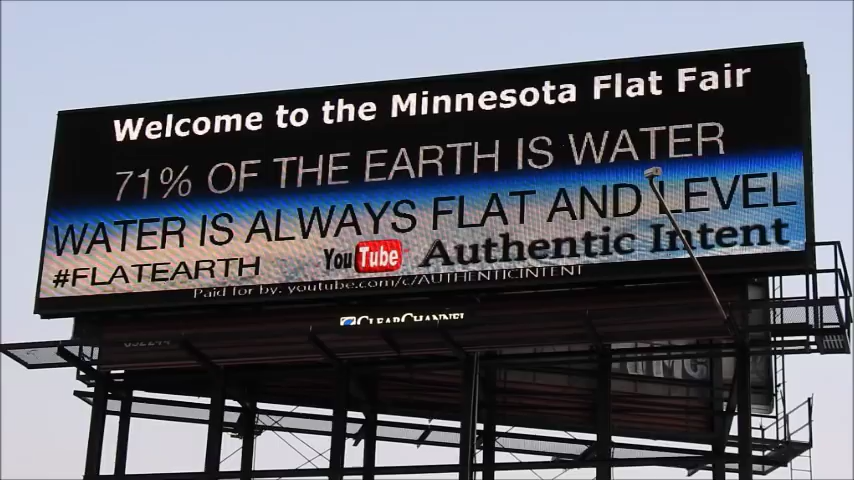 Welcome to the Minnesota Flat Fair
71% OF THE EARTH IS WATER
WATER IS ALWAYS FLAT AND LEVEL
#FLATEARTH YouTube Authentic Intent
Paid for by: youtube.com/c/AUTHENTICINTENT
CLEARCHANNEL